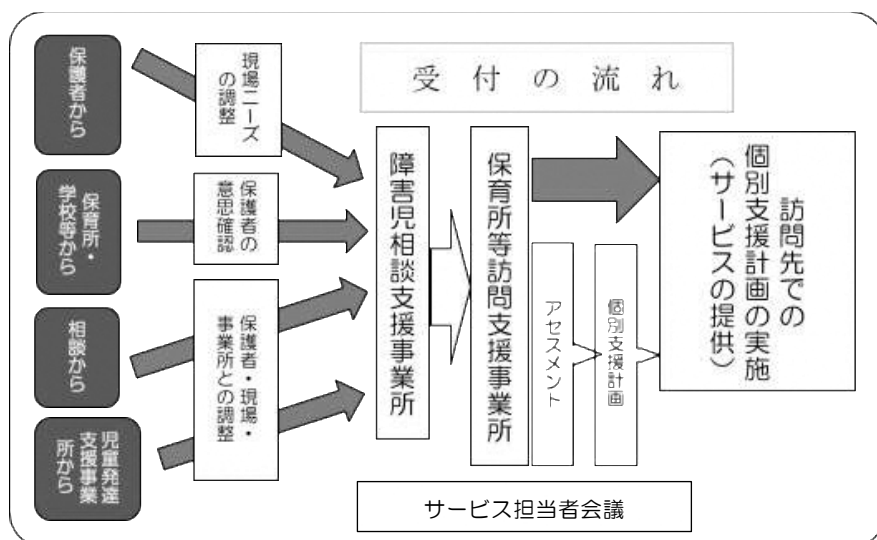 受付の流れ
保護者から
現場ニーズ
の調整
保育所・
学校等から
保護者の
意思確認
相談から
児童発達
支援事業
所から
保護者・現場・
事業所との調整
障害児相談支援事業所
保育所等訪問支援事業所
アセスメント
個別支援計画
訪問先での
個別支援計画の実施
（サービスの提供）
サービス担当者会議